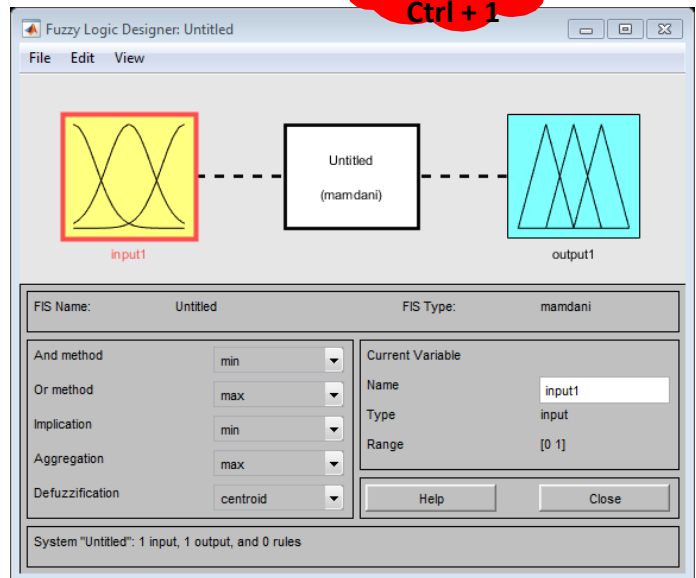 Ctrl + 1
Fuzzy Logic Designer: Untitled
File Edit View
Untitled
(mamdani)
input1
output1
FIS Name: Untitled FIS Type: mamdani
And method min
Or method max
Implication min
Aggregation max
Defuzzification centroid
Current Variable
Name input1
Type input
Range [0 1]
Help Close
System "Untitled": 1 input, 1 output, and 0 rules